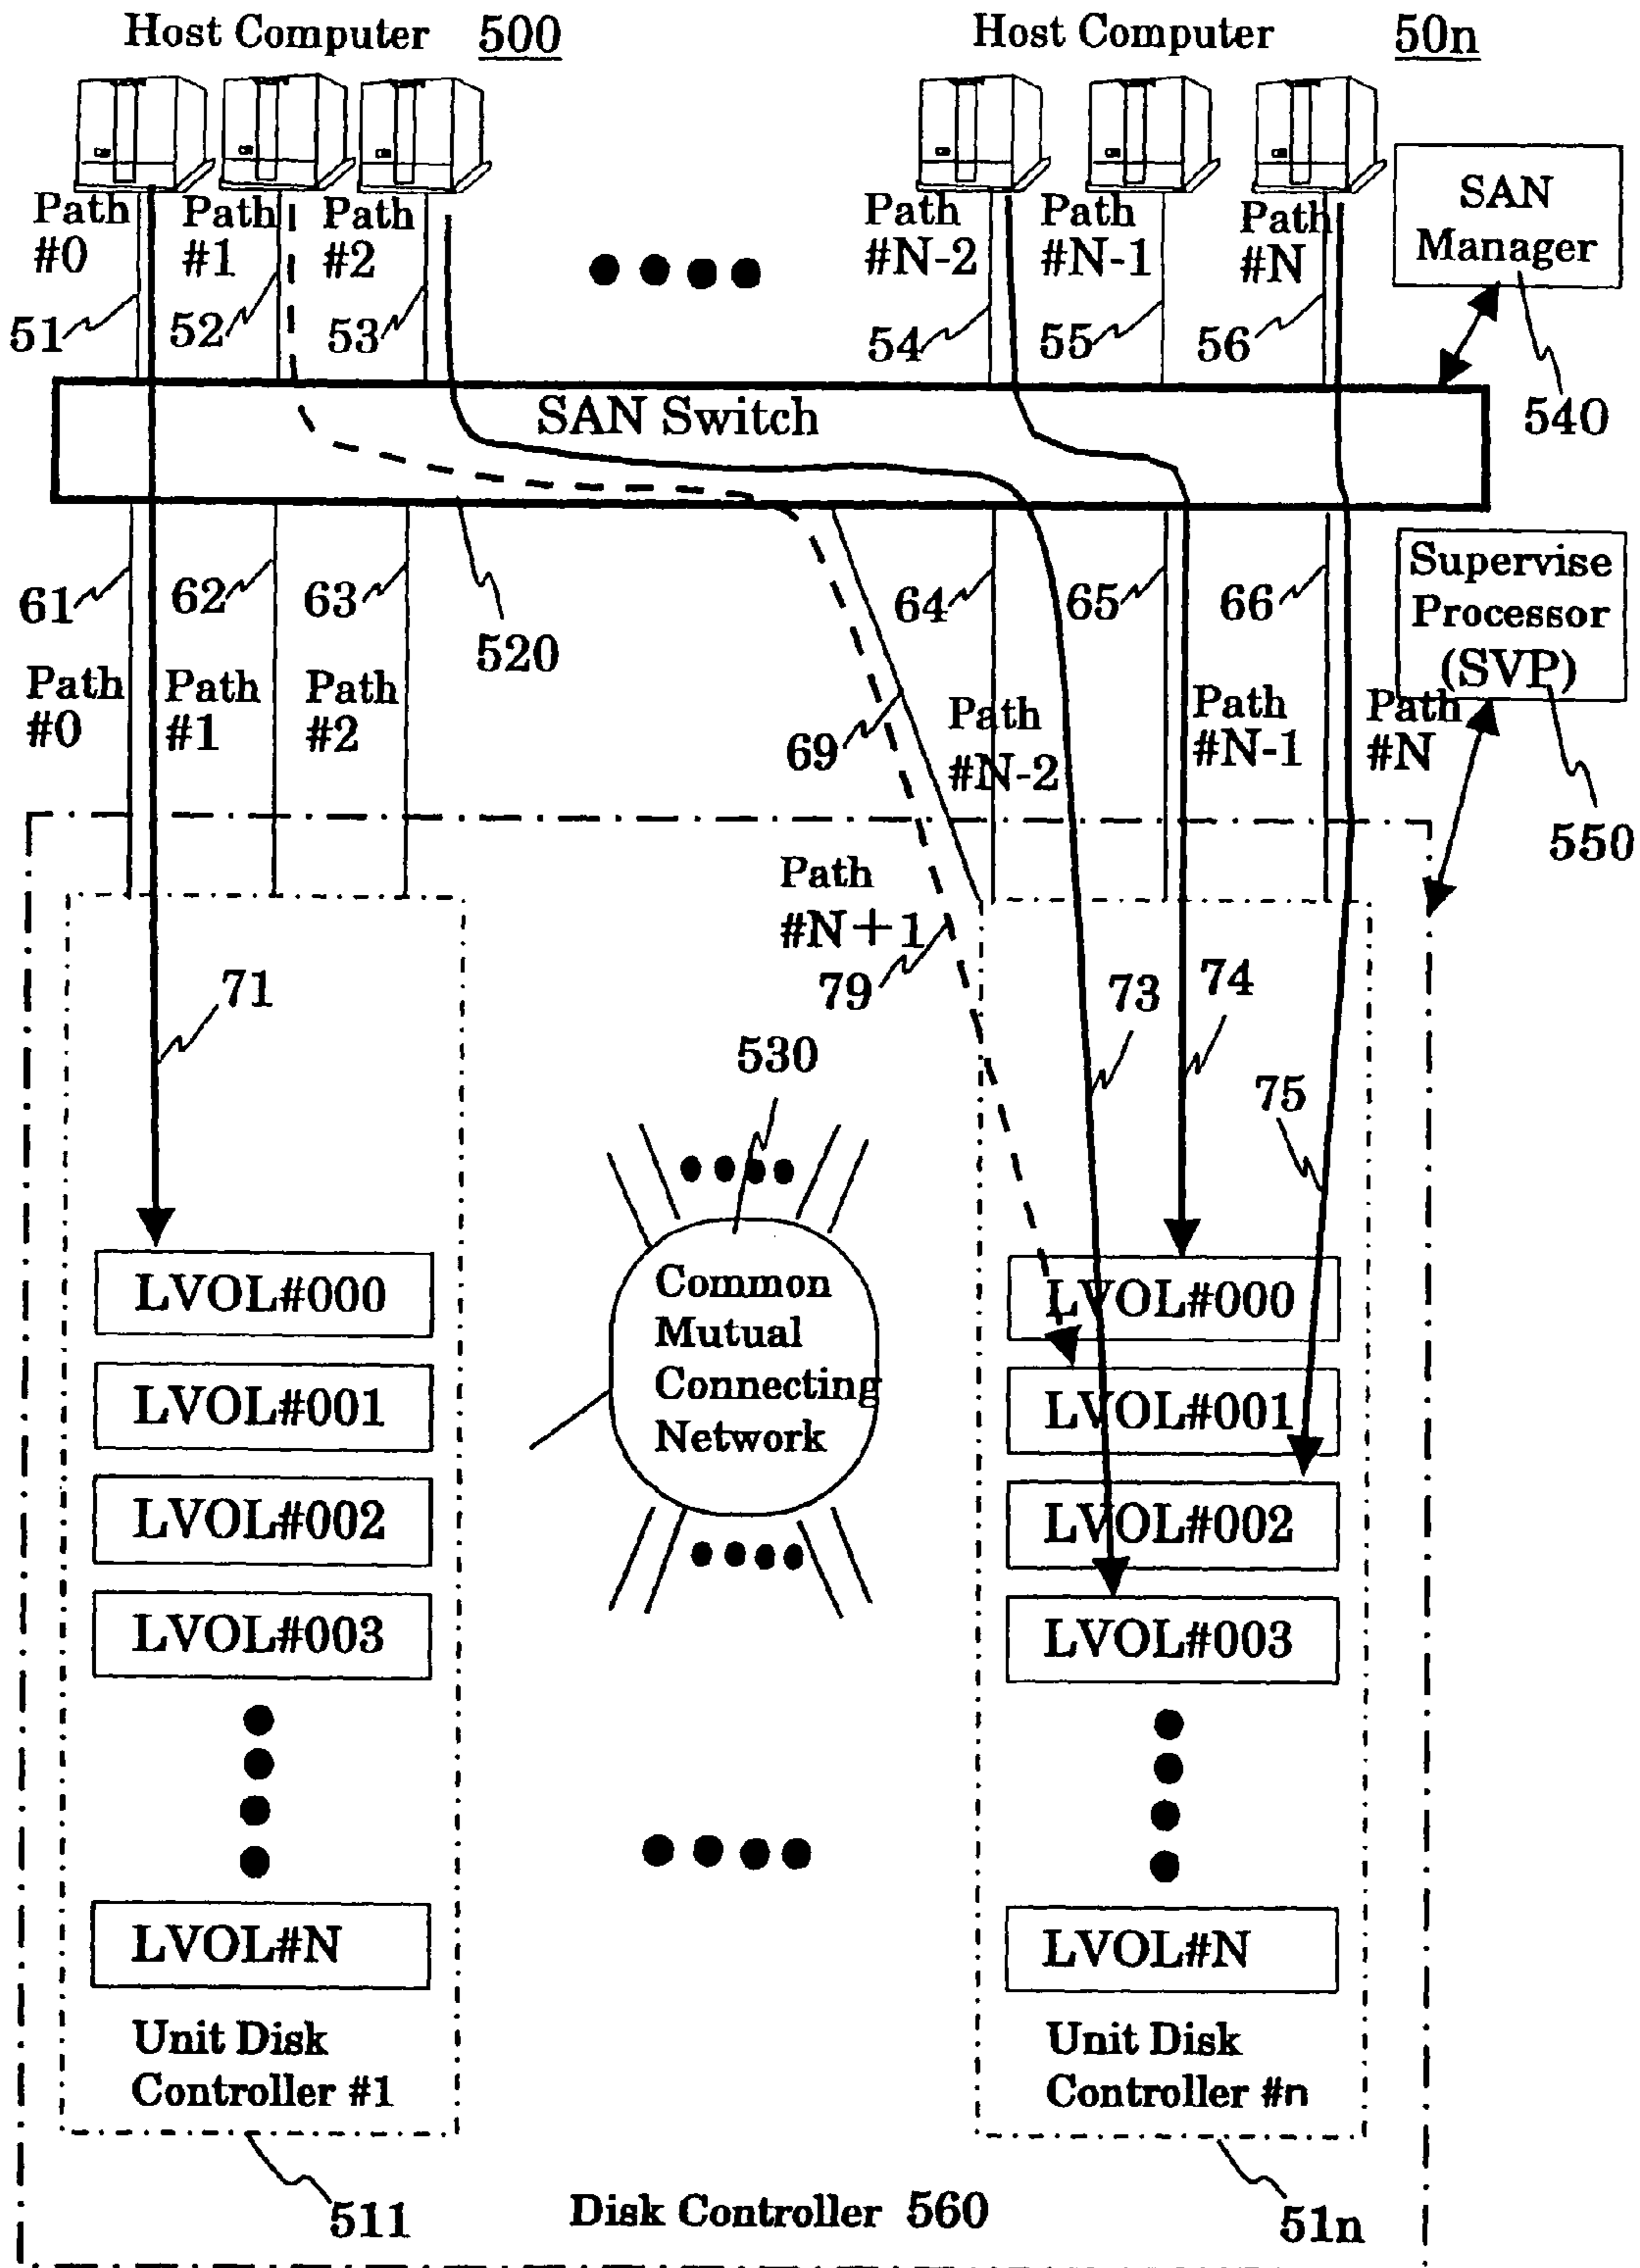 Host Computer 500
Host Computer 50n
Path #0
Path #1
Path #2
Path #N-2
Path #N-1
Path #N
SAN
Manager
51
52
53
54
55
56
540
SAN Switch
61
62
63
520
64
65
66
69
Supervise
Processor
(SVP)
550
Path #0
Path #1
Path #2
Path #N-2
Path #N-1
Path #N
Path #N+1
79
71
73
74
75
530
Common
Mutual
Connecting
Network
LVOL#000
LVOL#001
LVOL#002
LVOL#003
LVOL#N
Unit Disk
Controller #1
511
LVOL#000
LVOL#001
LVOL#002
LVOL#003
LVOL#N
Unit Disk
Controller #n
51n
Disk Controller 560